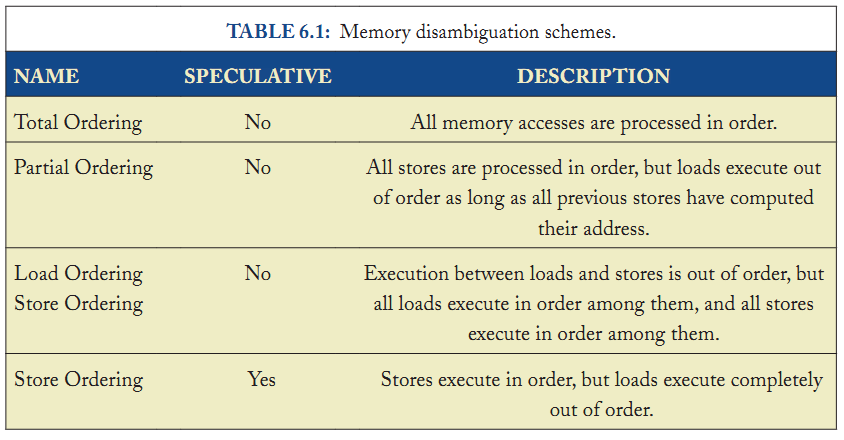 TABLE 6.1: Memory disambiguation schemes.
NAME SPECULATIVE DESCRIPTION
Total Ordering No All memory accesses are processed in order.
Partial Ordering No All stores are processed in order, but loads execute out
of order as long as all previous stores have computed
their address.
Load Ordering No Execution between loads and stores is out of order, but
Store Ordering all loads execute in order among them, and all stores
execute in order among them.
Store Ordering Yes Stores execute in order, but loads execute completely
out of order.